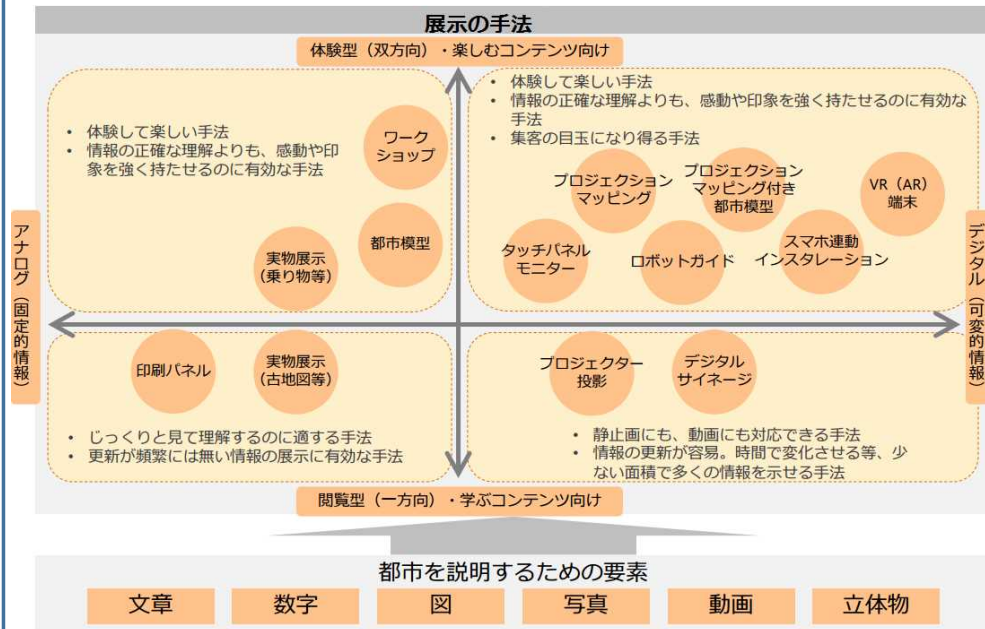 展示の手法
体験型（双方向）・楽しむコンテンツ向け
• 体験して楽しい手法
• 情報の正確な理解よりも、感動や印
象を強く持たせるのに有効な手法
ワーク
ショップ
都市模型
実物展示
（乗り物等）
• 体験して楽しい手法
• 情報の正確な理解よりも、感動や印象を強く持たせるのに有効な
手法
• 集客の目玉になり得る手法
プロジェクション
マッピング
プロジェクション
マッピング付き
都市模型
VR（AR）
端末
タッチパネル
モニター
ロボットガイド
スマホ連動
インスタレーション
アナログ（固定的情報）
デジタル（可変的情報）
印刷パネル
実物展示
（古地図等）
• じっくりと見て理解するのに適する手法
• 更新が頻繁には無い情報の展示に有効な手法
プロジェクター
投影
デジタル
サイネージ
• 静止画にも、動画にも対応できる手法
• 情報の更新が容易。時間で変化させる等、少
ない面積で多くの情報を示せる手法
閲覧型（一方向）・学ぶコンテンツ向け
都市を説明するための要素
文章
数字
図
写真
動画
立体物